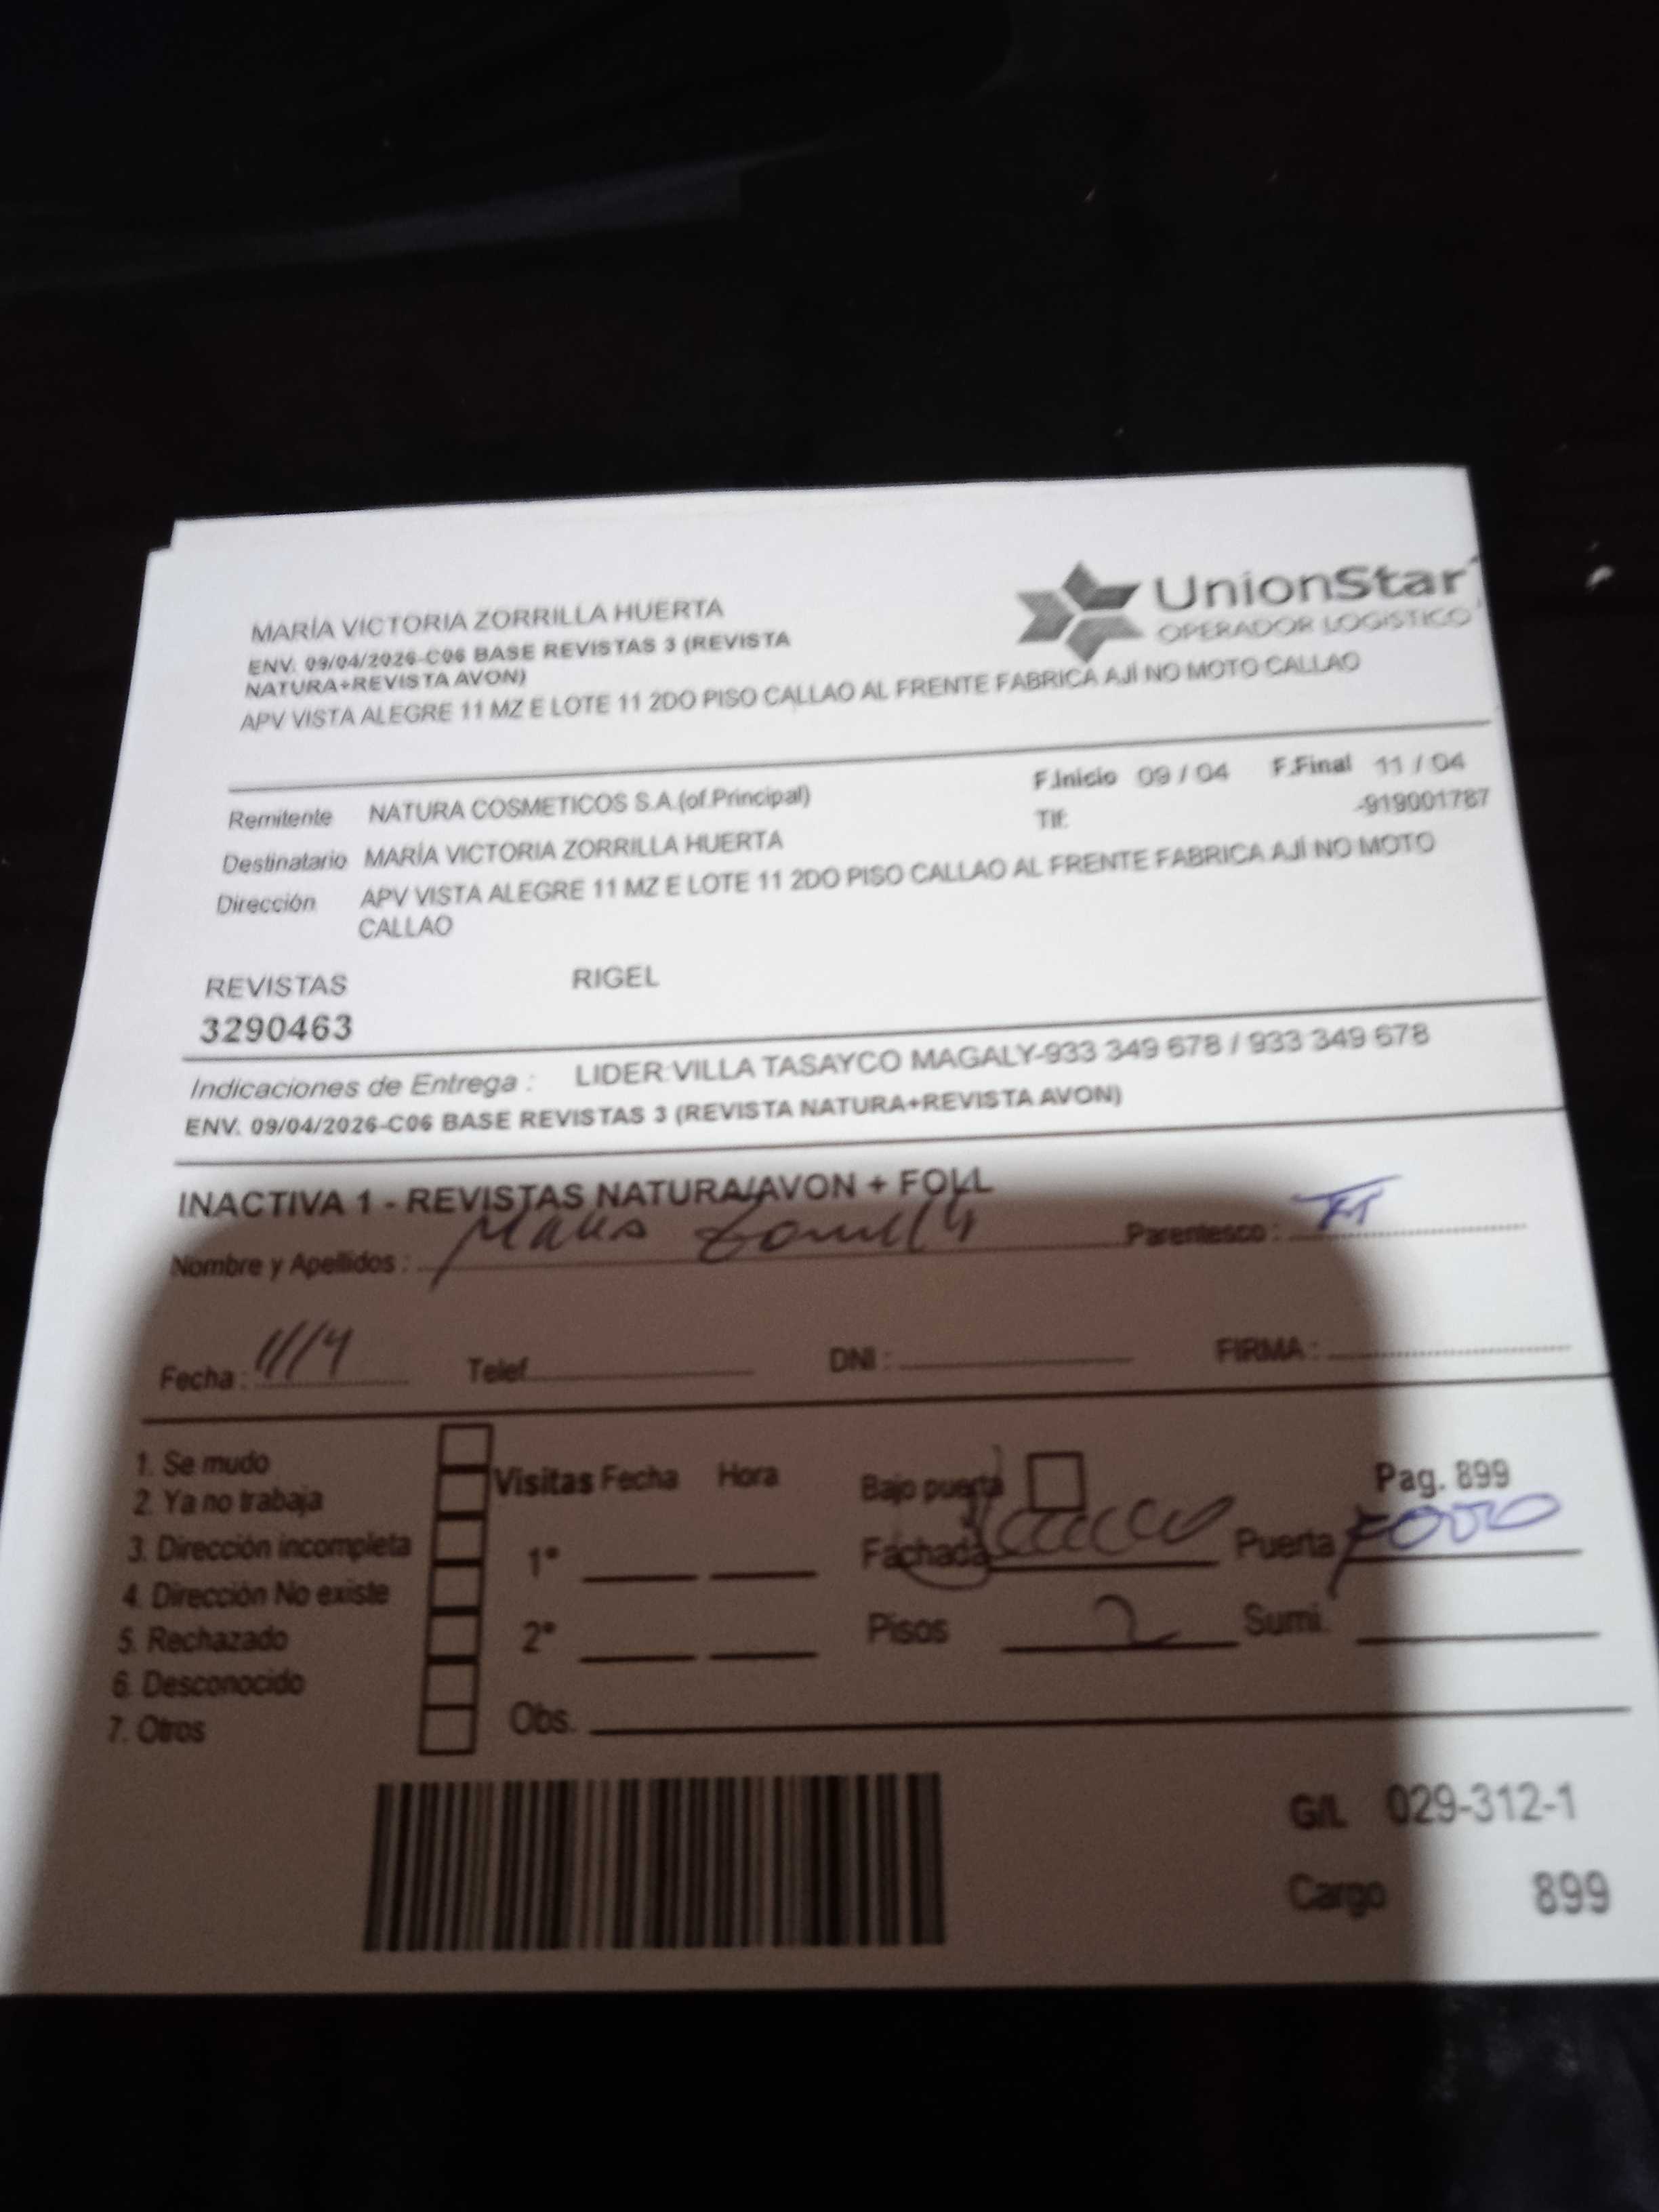 MARÍA VICTORIA ZORRILLA HUERTA
UnionStar
OPERADOR LOGISTICO
ENV. 09/04/2026-C06 BASE REVISTAS 3 (REVISTA
NATURA+REVISTA AVON)
APV VISTA ALEGRE 11 MZ E LOTE 11 2DO PISO CALLAO AL FRENTE FABRICA AJÍ NO MOTO CALLAO
Remitente NATURA COSMETICOS S.A.(of.Principal) F.Inicio 09 / 04 F.Final 11 / 04
Destinatario MARÍA VICTORIA ZORRILLA HUERTA Tlf: -919001787
Dirección APV VISTA ALEGRE 11 MZ E LOTE 11 2DO PISO CALLAO AL FRENTE FABRICA AJÍ NO MOTO
CALLAO
REVISTAS RIGEL
3290463
Indicaciones de Entrega : LIDER:VILLA TASAYCO MAGALY-933 349 678 / 933 349 678
ENV. 09/04/2026-C06 BASE REVISTAS 3 (REVISTA NATURA+REVISTA AVON)
INACTIVA 1 - REVISTAS NATURA/AVON + FOLL
Nombre y Apellidos : Parentesco :
Fecha : 11/4 Telef. DNI : FIRMA :
1. Se mudo
2. Ya no trabaja
3. Dirección incompleta
4. Dirección No existe
5. Rechazado
6. Desconocido
7. Otros
Visitas Fecha Hora
1°
2°
Obs.
Bajo puerta Pag. 899
Fachada Puerta
Pisos 2 Sumi.
G/L 029-312-1
Cargo 899